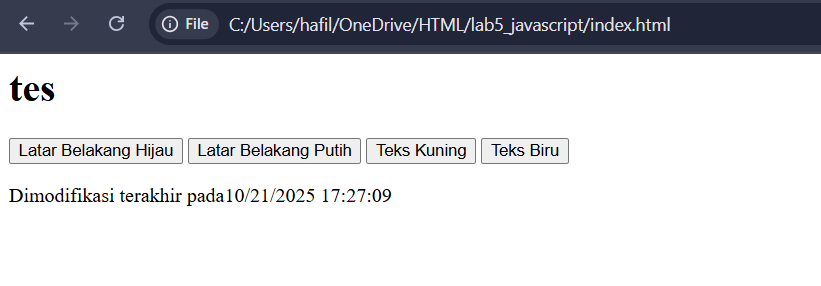 File C:/Users/hafil/OneDrive/HTML/lab5_javascript/index.html
tes
Latar Belakang Hijau Latar Belakang Putih Teks Kuning Teks Biru
Dimodifikasi terakhir pada10/21/2025 17:27:09